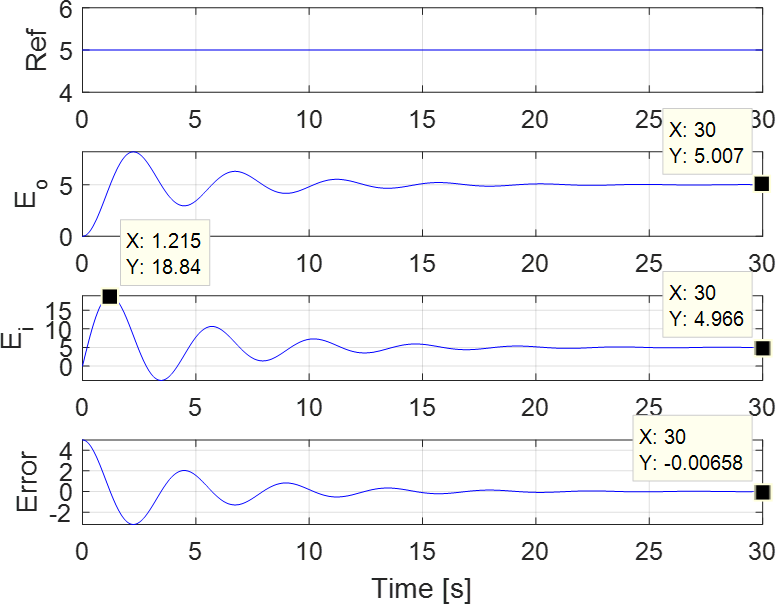 6
Ref
5
4
0 5 10 15 20 25 30
X: 30
Y: 5.007
E_o
5
0
0 5 10 15 20 25 30
X: 1.215
Y: 18.84
X: 30
Y: 4.966
E_i
15
10
5
0
0 5 10 15 20 25 30
X: 30
Y: -0.00658
Error
4
2
0
-2
0 5 10 15 20 25 30
Time [s]